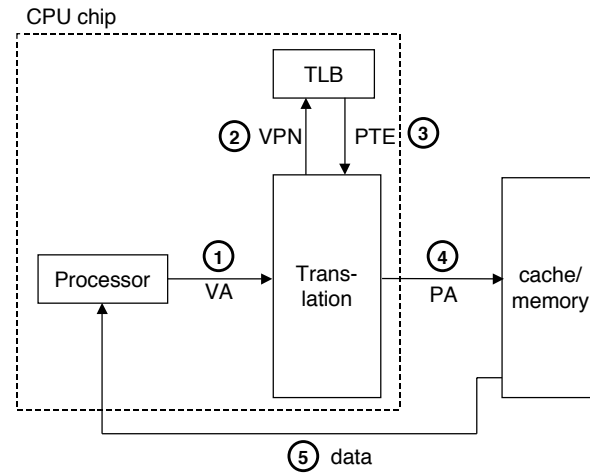 CPU chip
TLB
2 VPN
PTE 3
1
Processor
VA
Trans-
lation
4
PA
cache/
memory
5 data